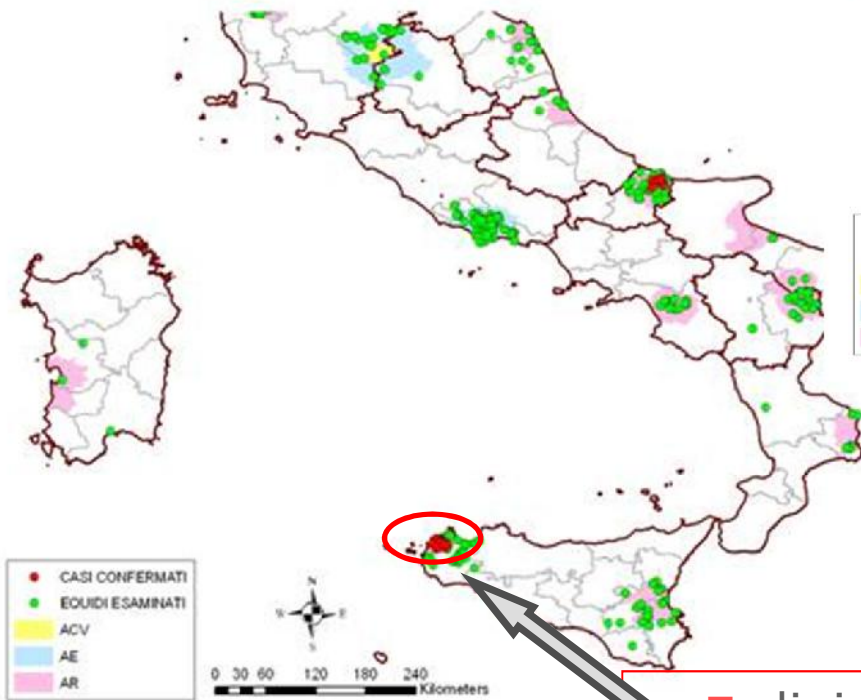 CASI CONFERMATI
EQUIDI ESAMINATI
ACV
AE
AR
N
W E
S
0 30 60 120 180 240
Kilometers